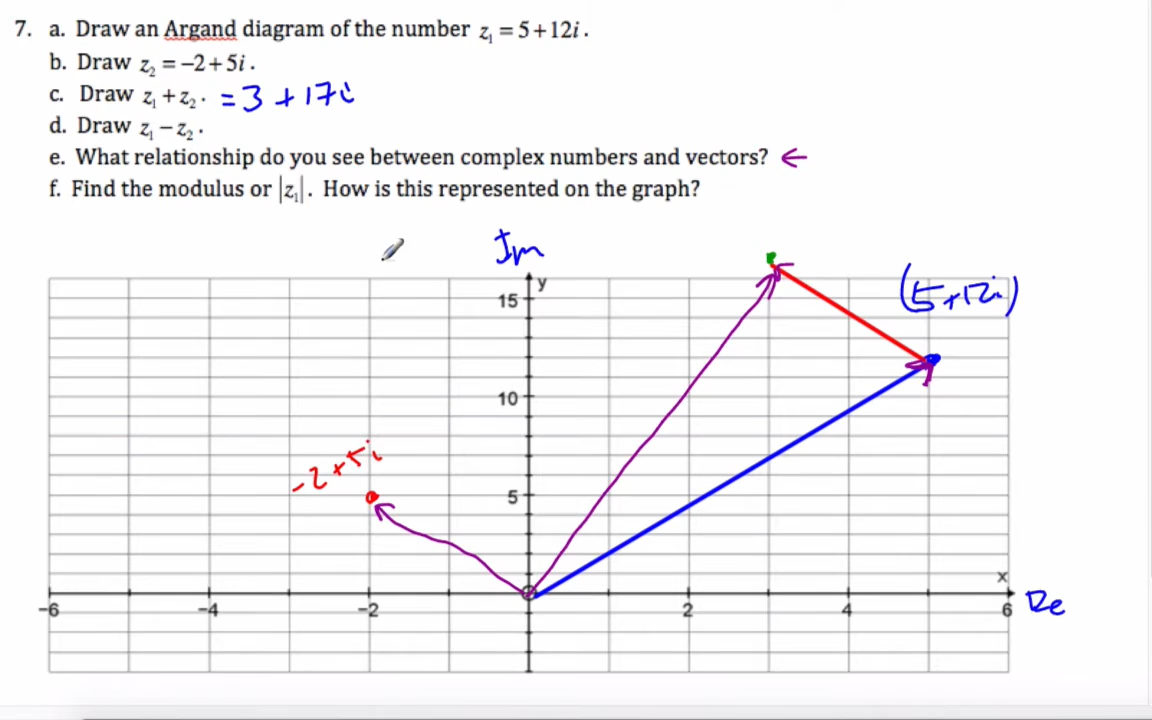 7. a. Draw an Argand diagram of the number z₁ = 5+12i.
b. Draw z₂ = −2+5i.
c. Draw z₁+z₂. = 3 + 17i
d. Draw z₁−z₂.
e. What relationship do you see between complex numbers and vectors? ←
f. Find the modulus or |z₁|. How is this represented on the graph?
Im
y
(5+12i)
15
10
-2+5i
5
x
−6 −4 −2 2 4 6 Re